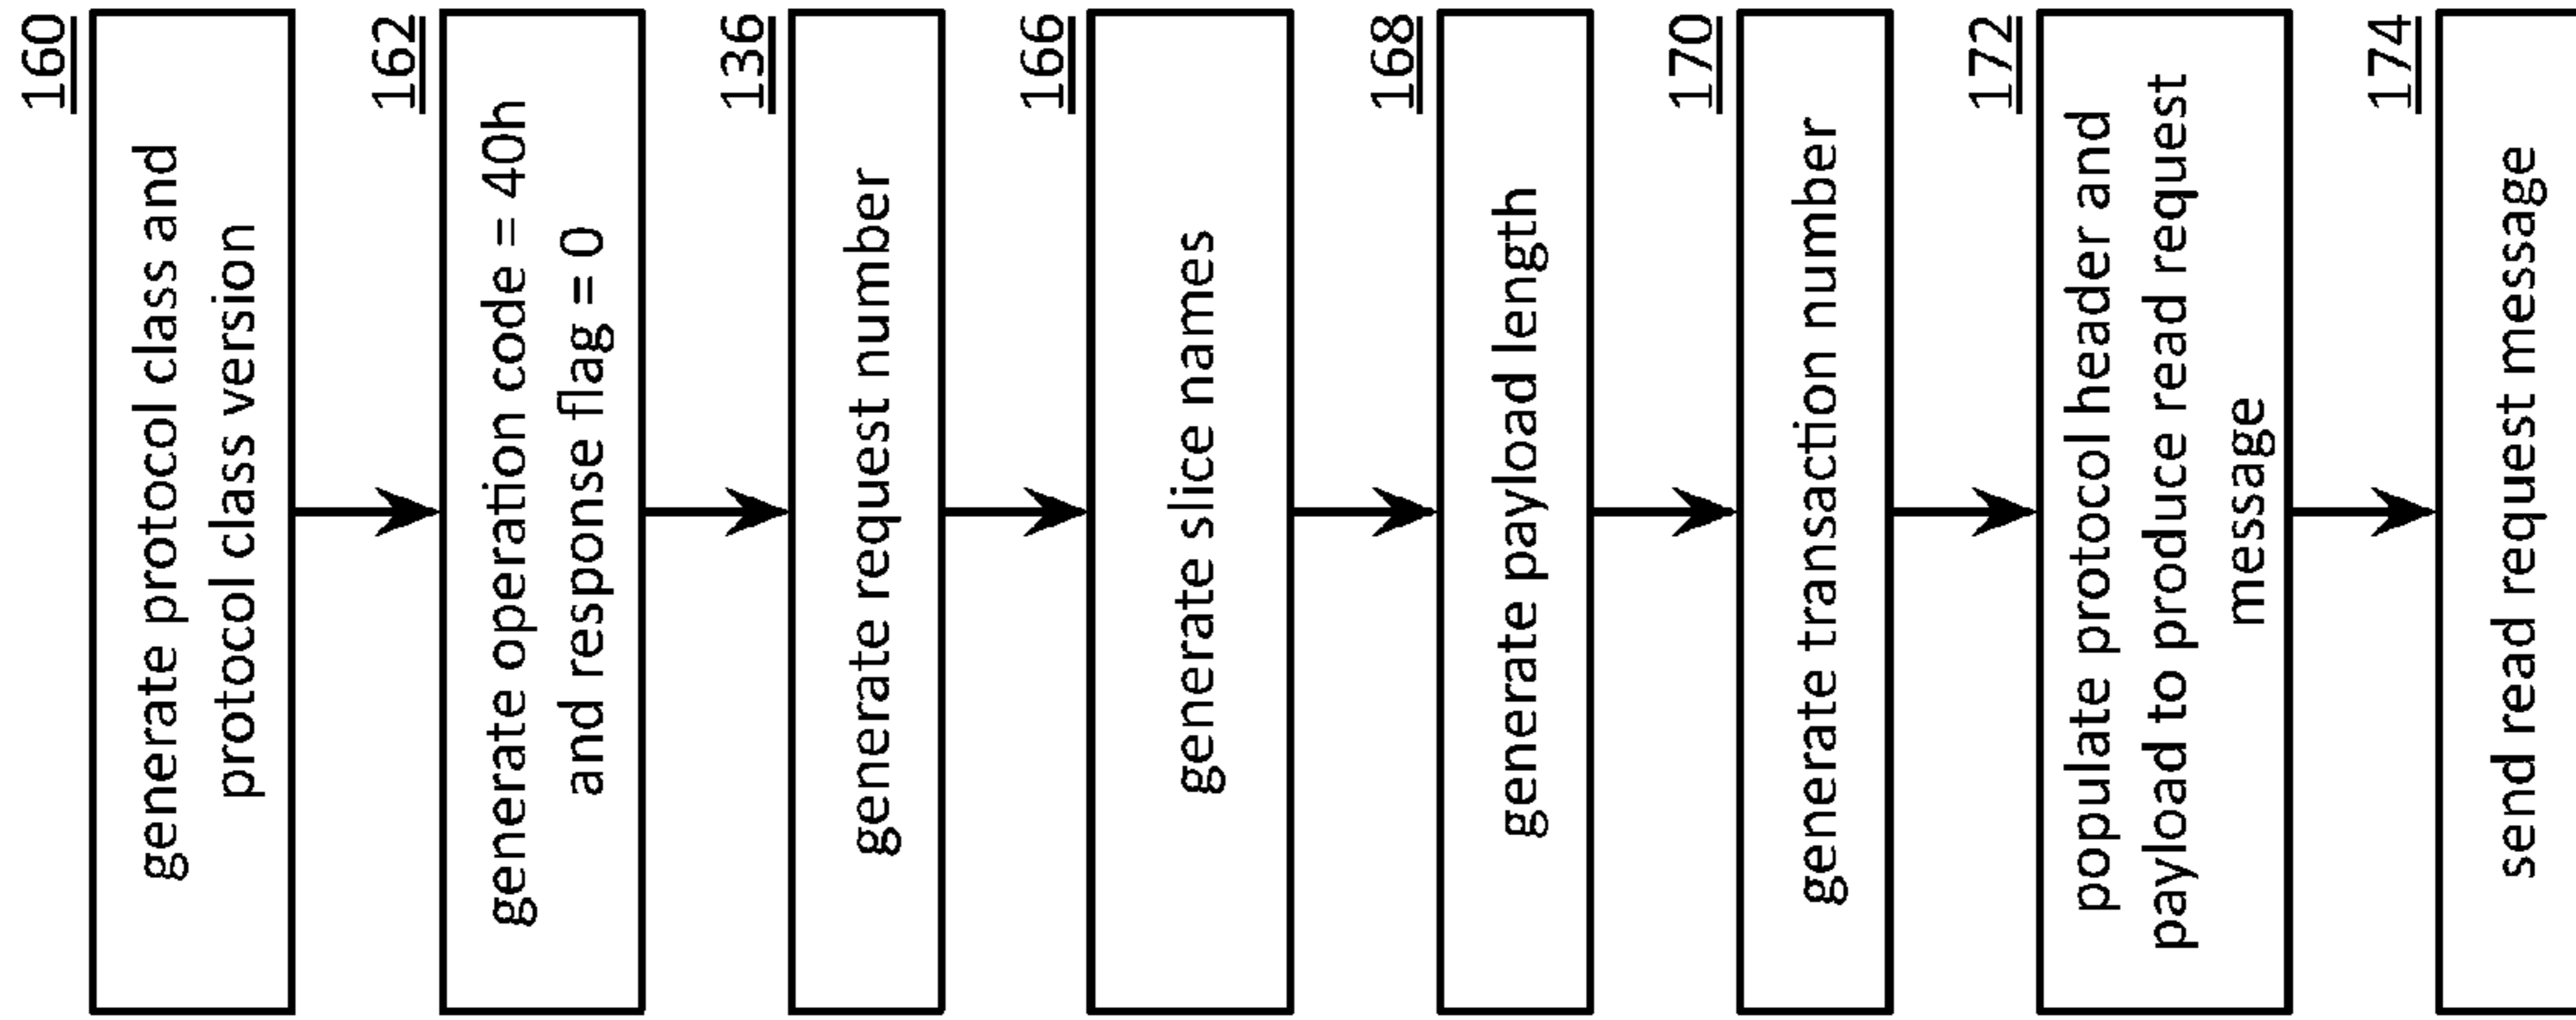 160
generate protocol class and
protocol class version
162
generate operation code = 40h
and response flag = 0
136
generate request number
166
generate slice names
168
generate payload length
170
generate transaction number
172
populate protocol header and
payload to produce read request
message
174
send read request message